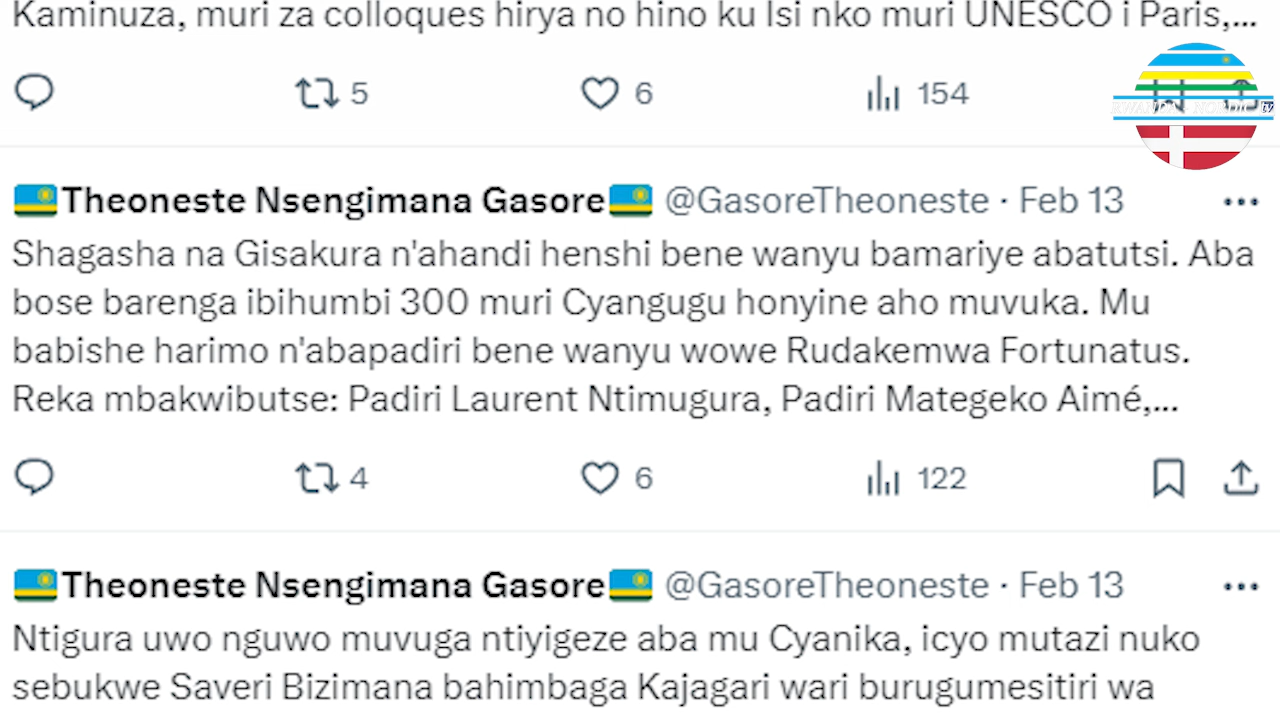 Kaminuza, muri za colloques hirya no hino ku Isi nko muri UNESCO i Paris,...
5 6 154
RWANDA - NORDIC tv
Theoneste Nsengimana Gasore @GasoreTheoneste · Feb 13
Shagasha na Gisakura n'ahandi henshi bene wanyu bamariye abatutsi. Aba
bose barenga ibihumbi 300 muri Cyangugu honyine aho muvuka. Mu
babishe harimo n'abapadiri bene wanyu wowe Rudakemwa Fortunatus.
Reka mbakwibutse: Padiri Laurent Ntimugura, Padiri Mategeko Aimé,...
4 6 122
Theoneste Nsengimana Gasore @GasoreTheoneste · Feb 13
Ntigura uwo nguwo muvuga ntiyigeze aba mu Cyanika, icyo mutazi nuko
sebukwe Saveri Bizimana bahimbaga Kajagari wari burugumesitiri wa